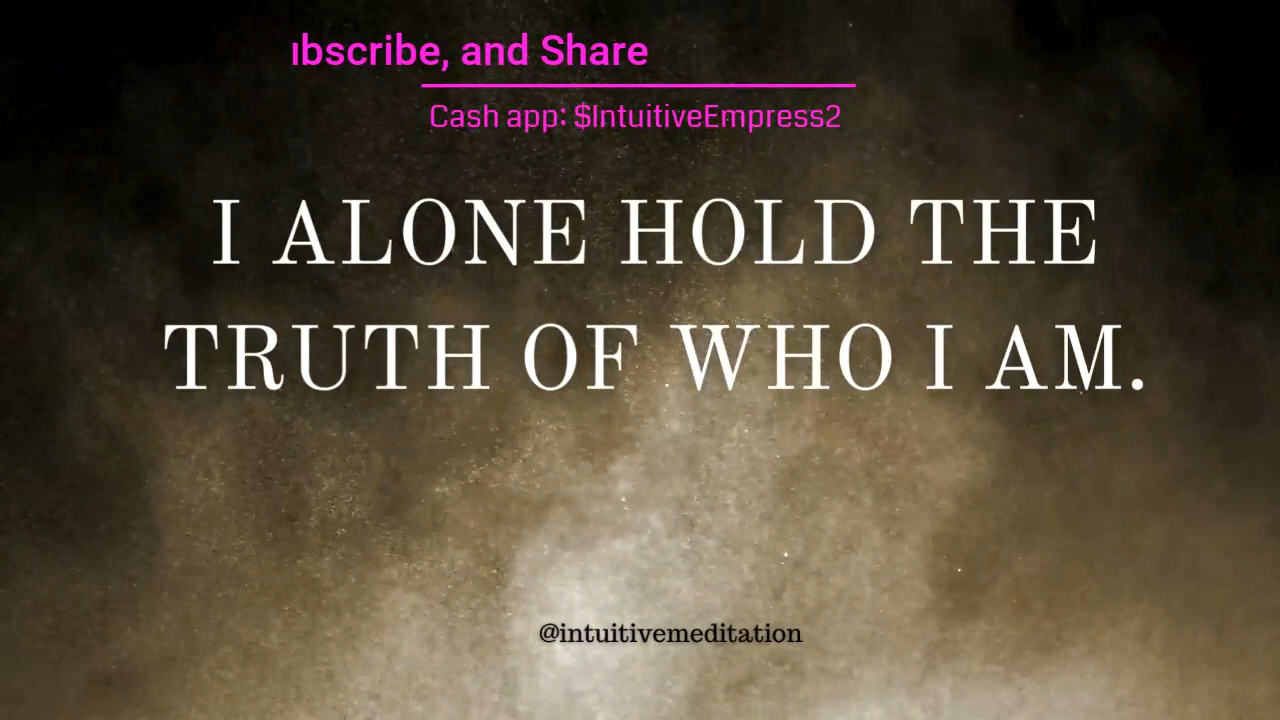 and Share
Cash app: $IntuitiveEmpress2
I ALONE HOLD THE
TRUTH OF WHO I AM.
@intuitivemeditation